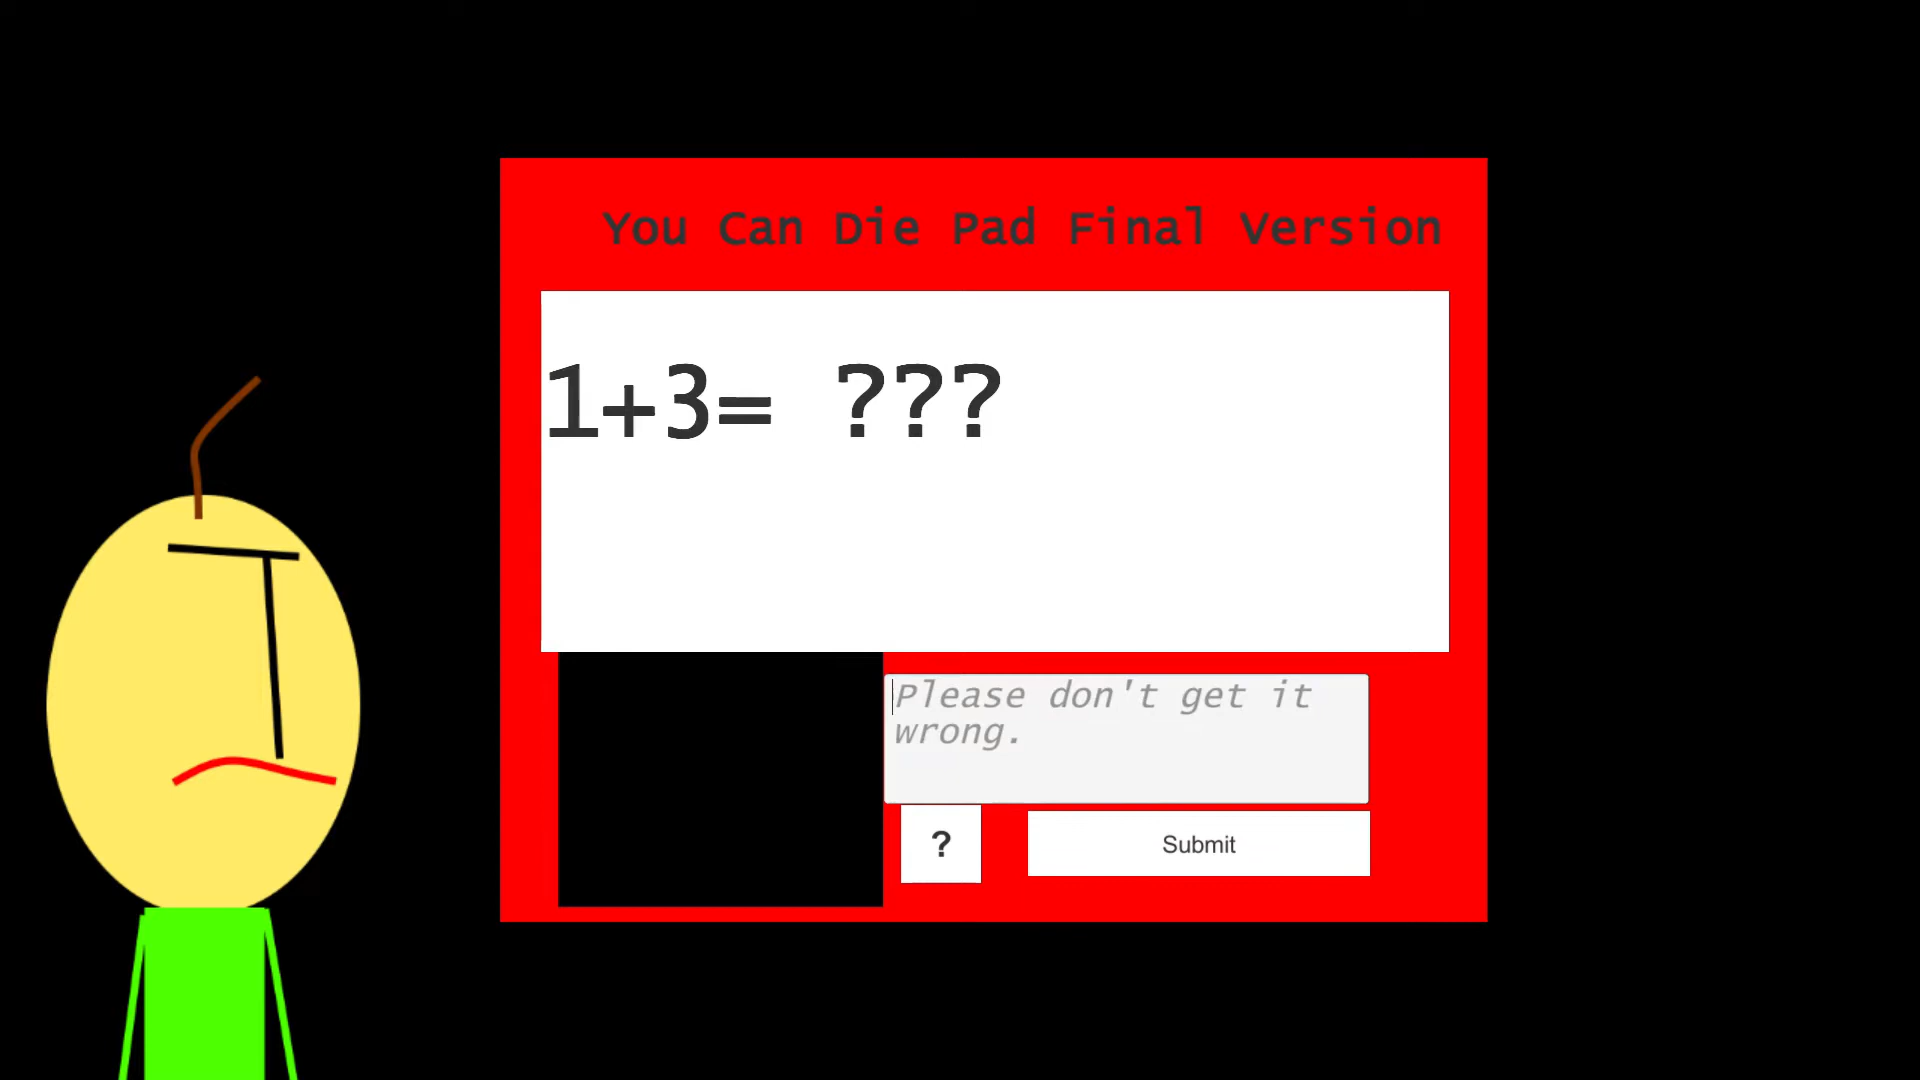 You Can Die Pad Final Version
1+3= ???
Please don't get it
wrong.
?
Submit